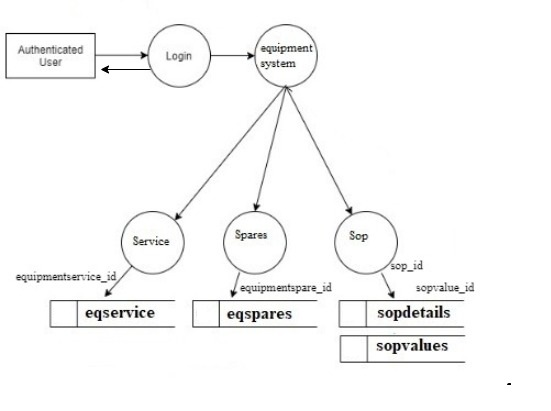 Authenticated
User
Login
equipment
system
Service
Spares
Sop
equipmentservice_id
equipmentspare_id
sop_id
sopvalue_id
eqservice
eqspares
sopdetails
sopvalues